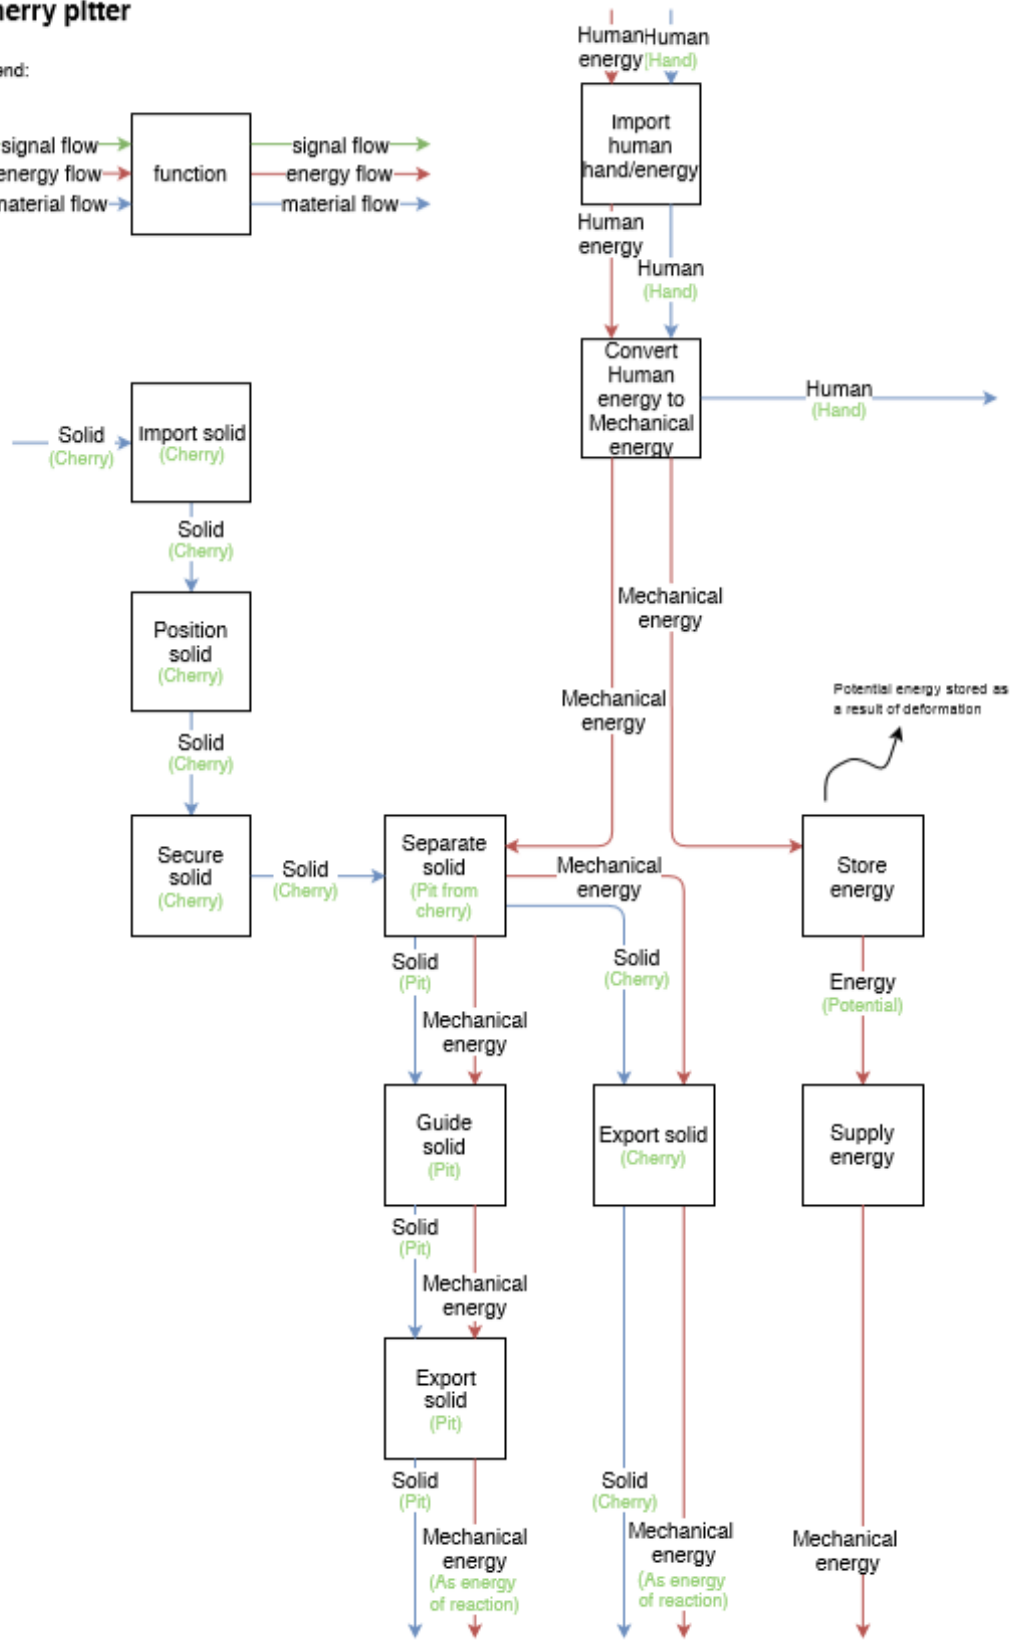 herry pitter
end:
signal flow
energy flow
material flow
function
signal flow
energy flow
material flow
Human
energy
Human
(Hand)
Import
human
hand/energy
Human
energy
Human
(Hand)
Convert
Human
energy to
Mechanical
energy
Human
(Hand)
Solid
(Cherry)
Import solid
(Cherry)
Solid
(Cherry)
Position
solid
(Cherry)
Solid
(Cherry)
Mechanical
energy
Mechanical
energy
Potential energy stored as
a result of deformation
Secure
solid
(Cherry)
Solid
(Cherry)
Separate
solid
(Pit from
cherry)
Mechanical
energy
Store
energy
Solid
(Pit)
Mechanical
energy
Solid
(Cherry)
Energy
(Potential)
Guide
solid
(Pit)
Export solid
(Cherry)
Supply
energy
Solid
(Pit)
Mechanical
energy
Export
solid
(Pit)
Solid
(Pit)
Mechanical
energy
(As energy
of reaction)
Solid
(Cherry)
Mechanical
energy
(As energy
of reaction)
Mechanical
energy